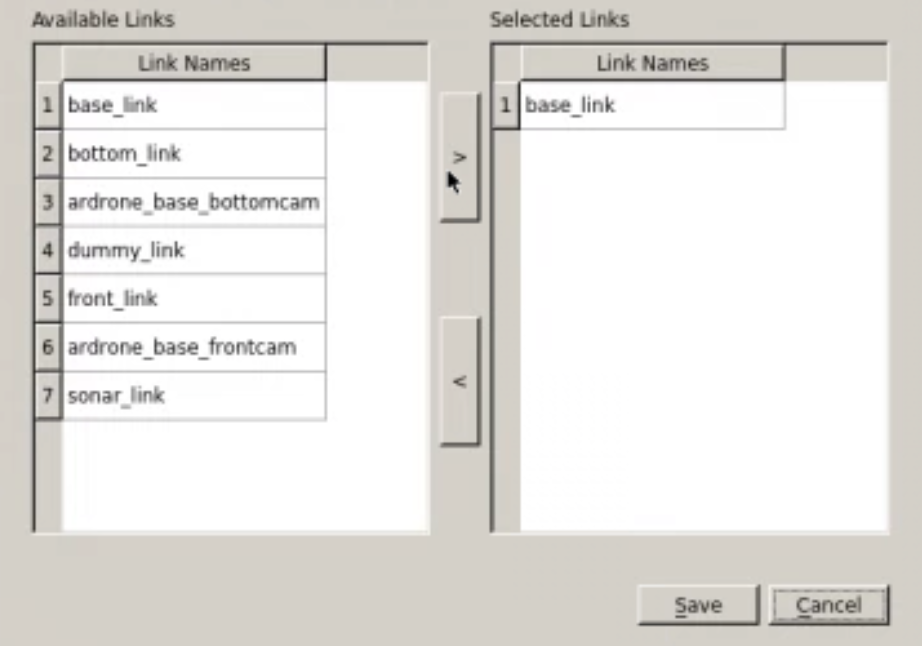 Available Links
Selected Links
Link Names
Link Names
1 base_link
1 base_link
2 bottom_link
>
3 ardrone_base_bottomcam
4 dummy_link
5 front_link
6 ardrone_base_frontcam
<
7 sonar_link
Save
Cancel